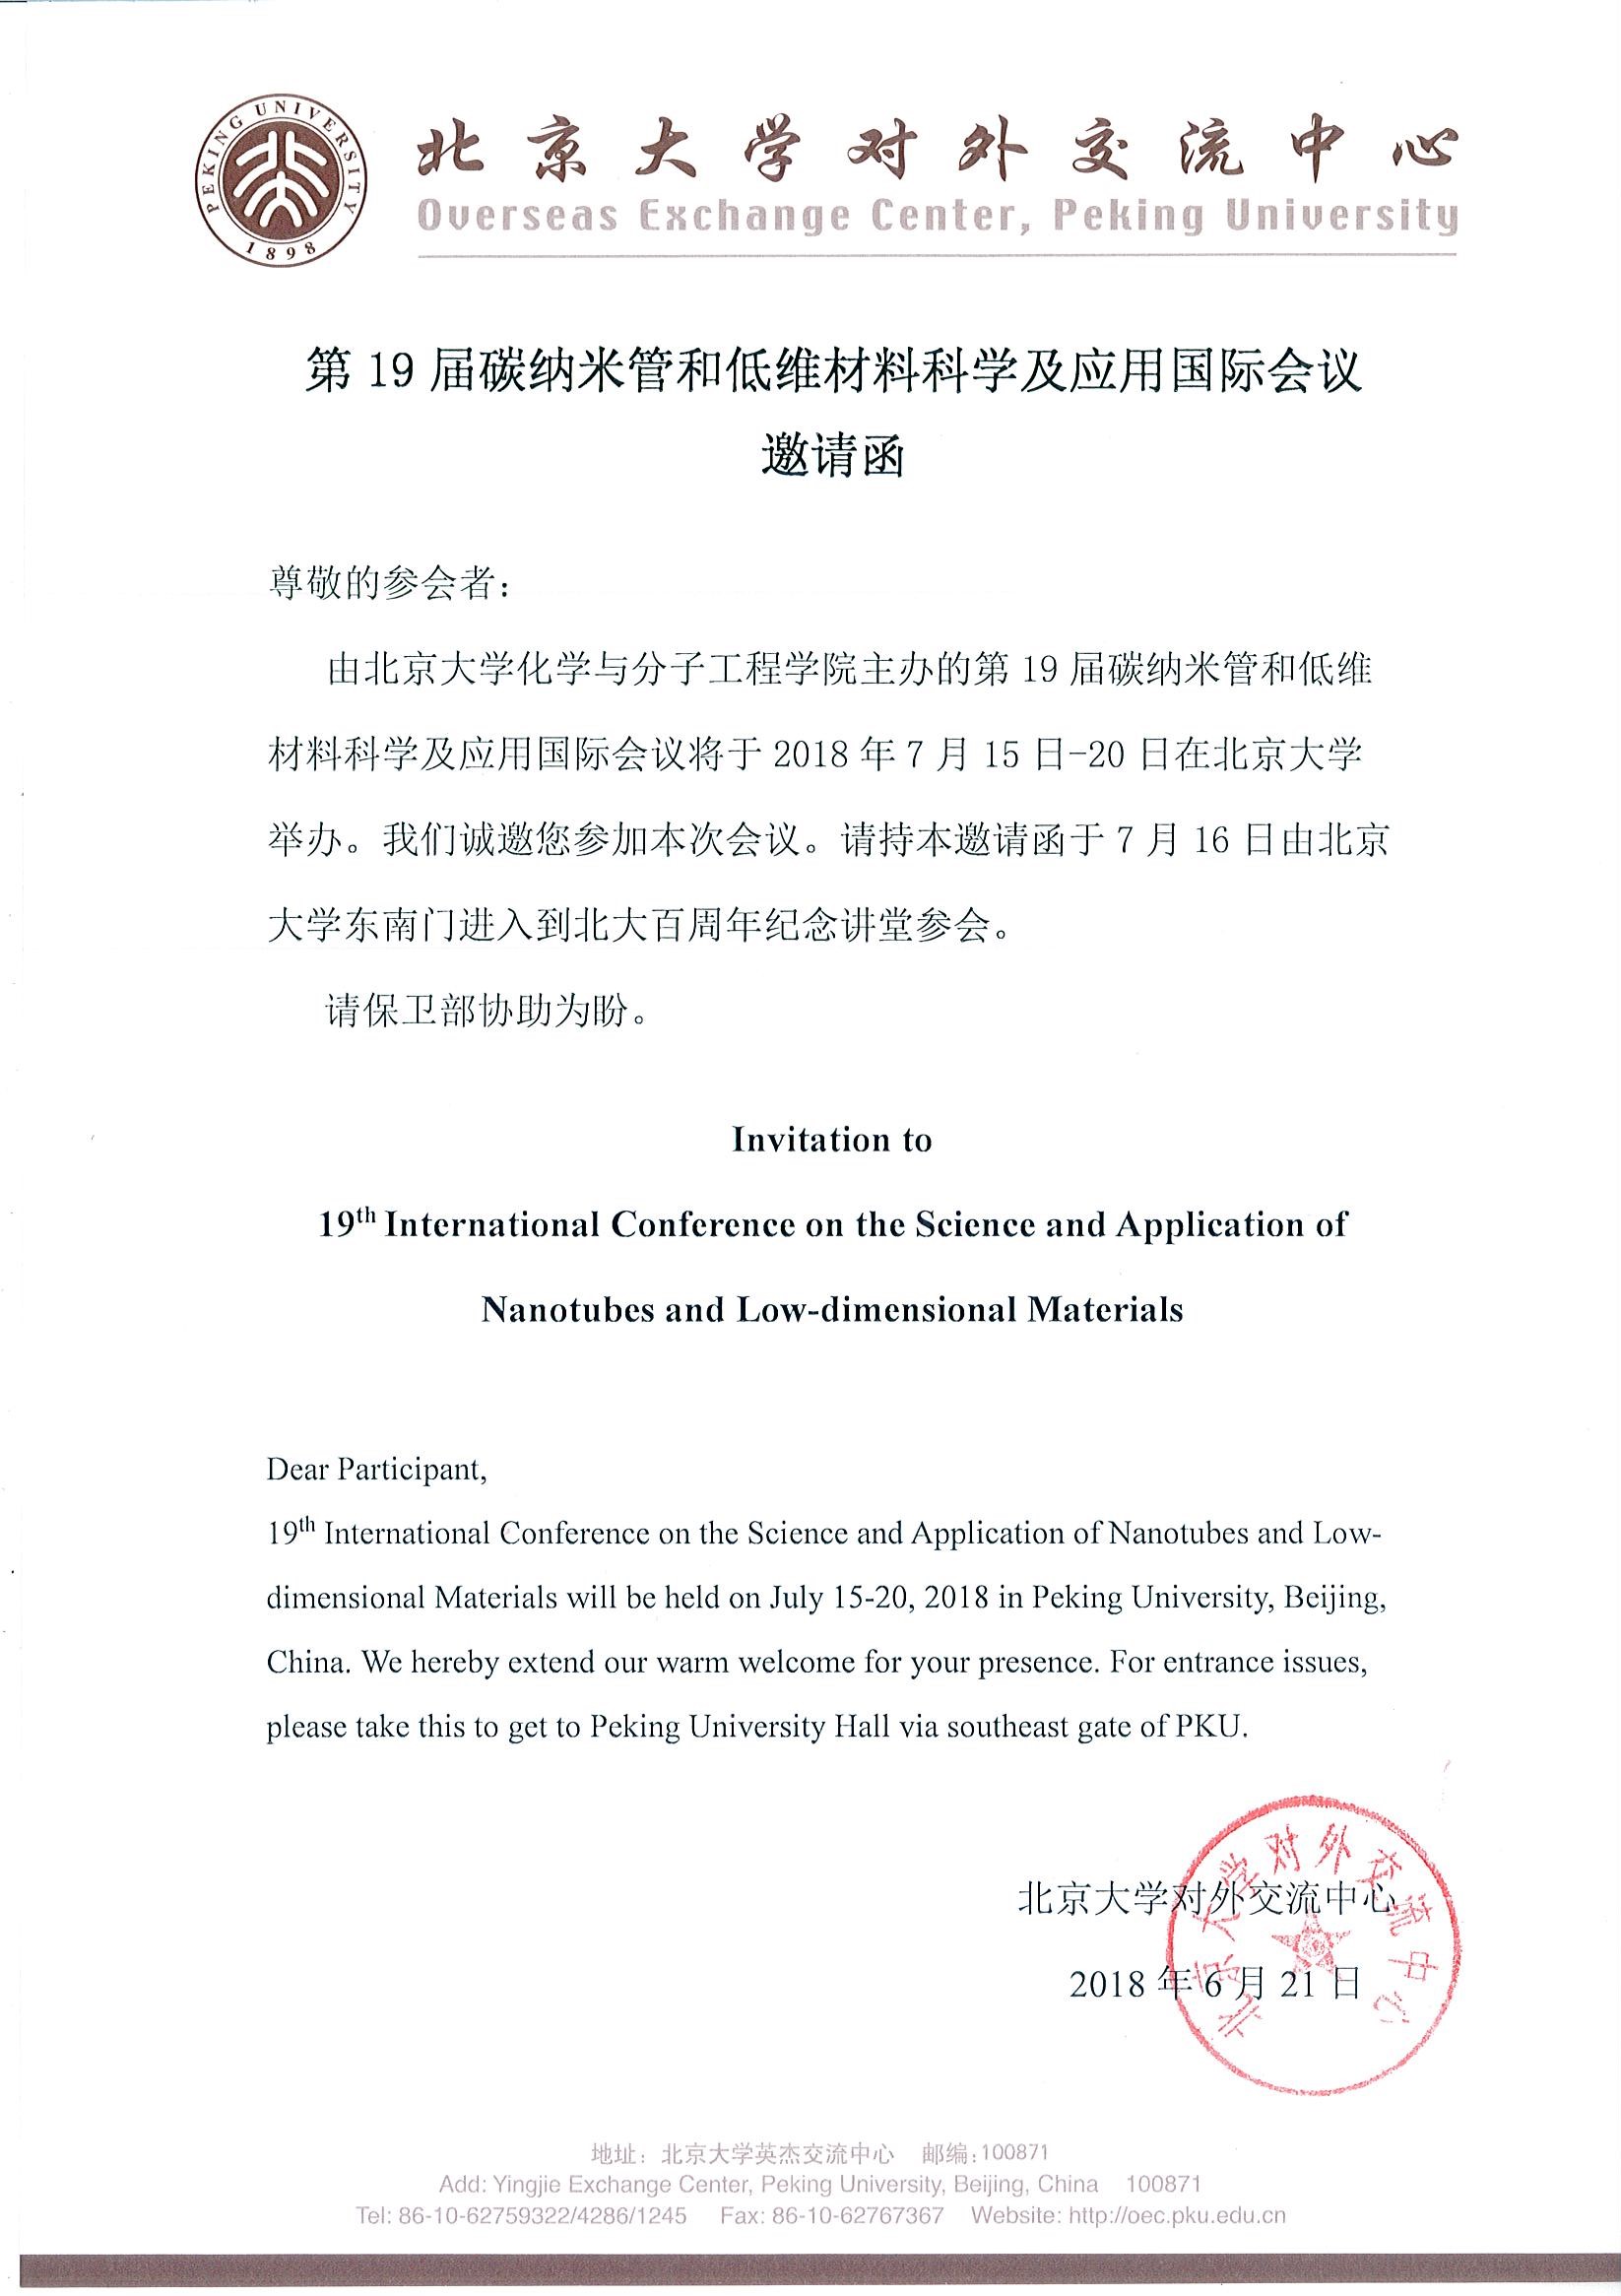 PEKING UNIVERSITY
1898
北京大学对外交流中心
Overseas Exchange Center, Peking University
第 19 届碳纳米管和低维材料科学及应用国际会议
邀请函
尊敬的参会者：
由北京大学化学与分子工程学院主办的第 19 届碳纳米管和低维
材料科学及应用国际会议将于 2018 年 7 月 15 日-20 日在北京大学
举办。我们诚邀您参加本次会议。请持本邀请函于 7 月 16 日由北京
大学东南门进入到北大百周年纪念讲堂参会。
请保卫部协助为盼。
Invitation to
19th International Conference on the Science and Application of
Nanotubes and Low-dimensional Materials
Dear Participant,
19th International Conference on the Science and Application of Nanotubes and Low-
dimensional Materials will be held on July 15-20, 2018 in Peking University, Beijing,
China. We hereby extend our warm welcome for your presence. For entrance issues,
please take this to get to Peking University Hall via southeast gate of PKU.
北京大学对外交流中心
2018 年 6 月 21 日
北京大学对外交流中心
地址：北京大学英杰交流中心 邮编:100871
Add: Yingjie Exchange Center, Peking University, Beijing, China 100871
Tel: 86-10-62759322/4286/1245 Fax: 86-10-62767367 Website: http://oec.pku.edu.cn